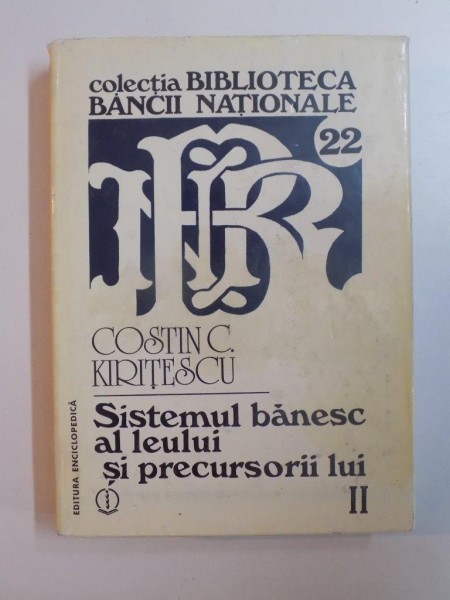 colecția BIBLIOTECA
BĂNCII NAȚIONALE
22
COSTIN C.
KIRIȚESCU
Sistemul bănesc
al leului
și precursorii lui
II
EDITURA ENCICLOPEDICĂ